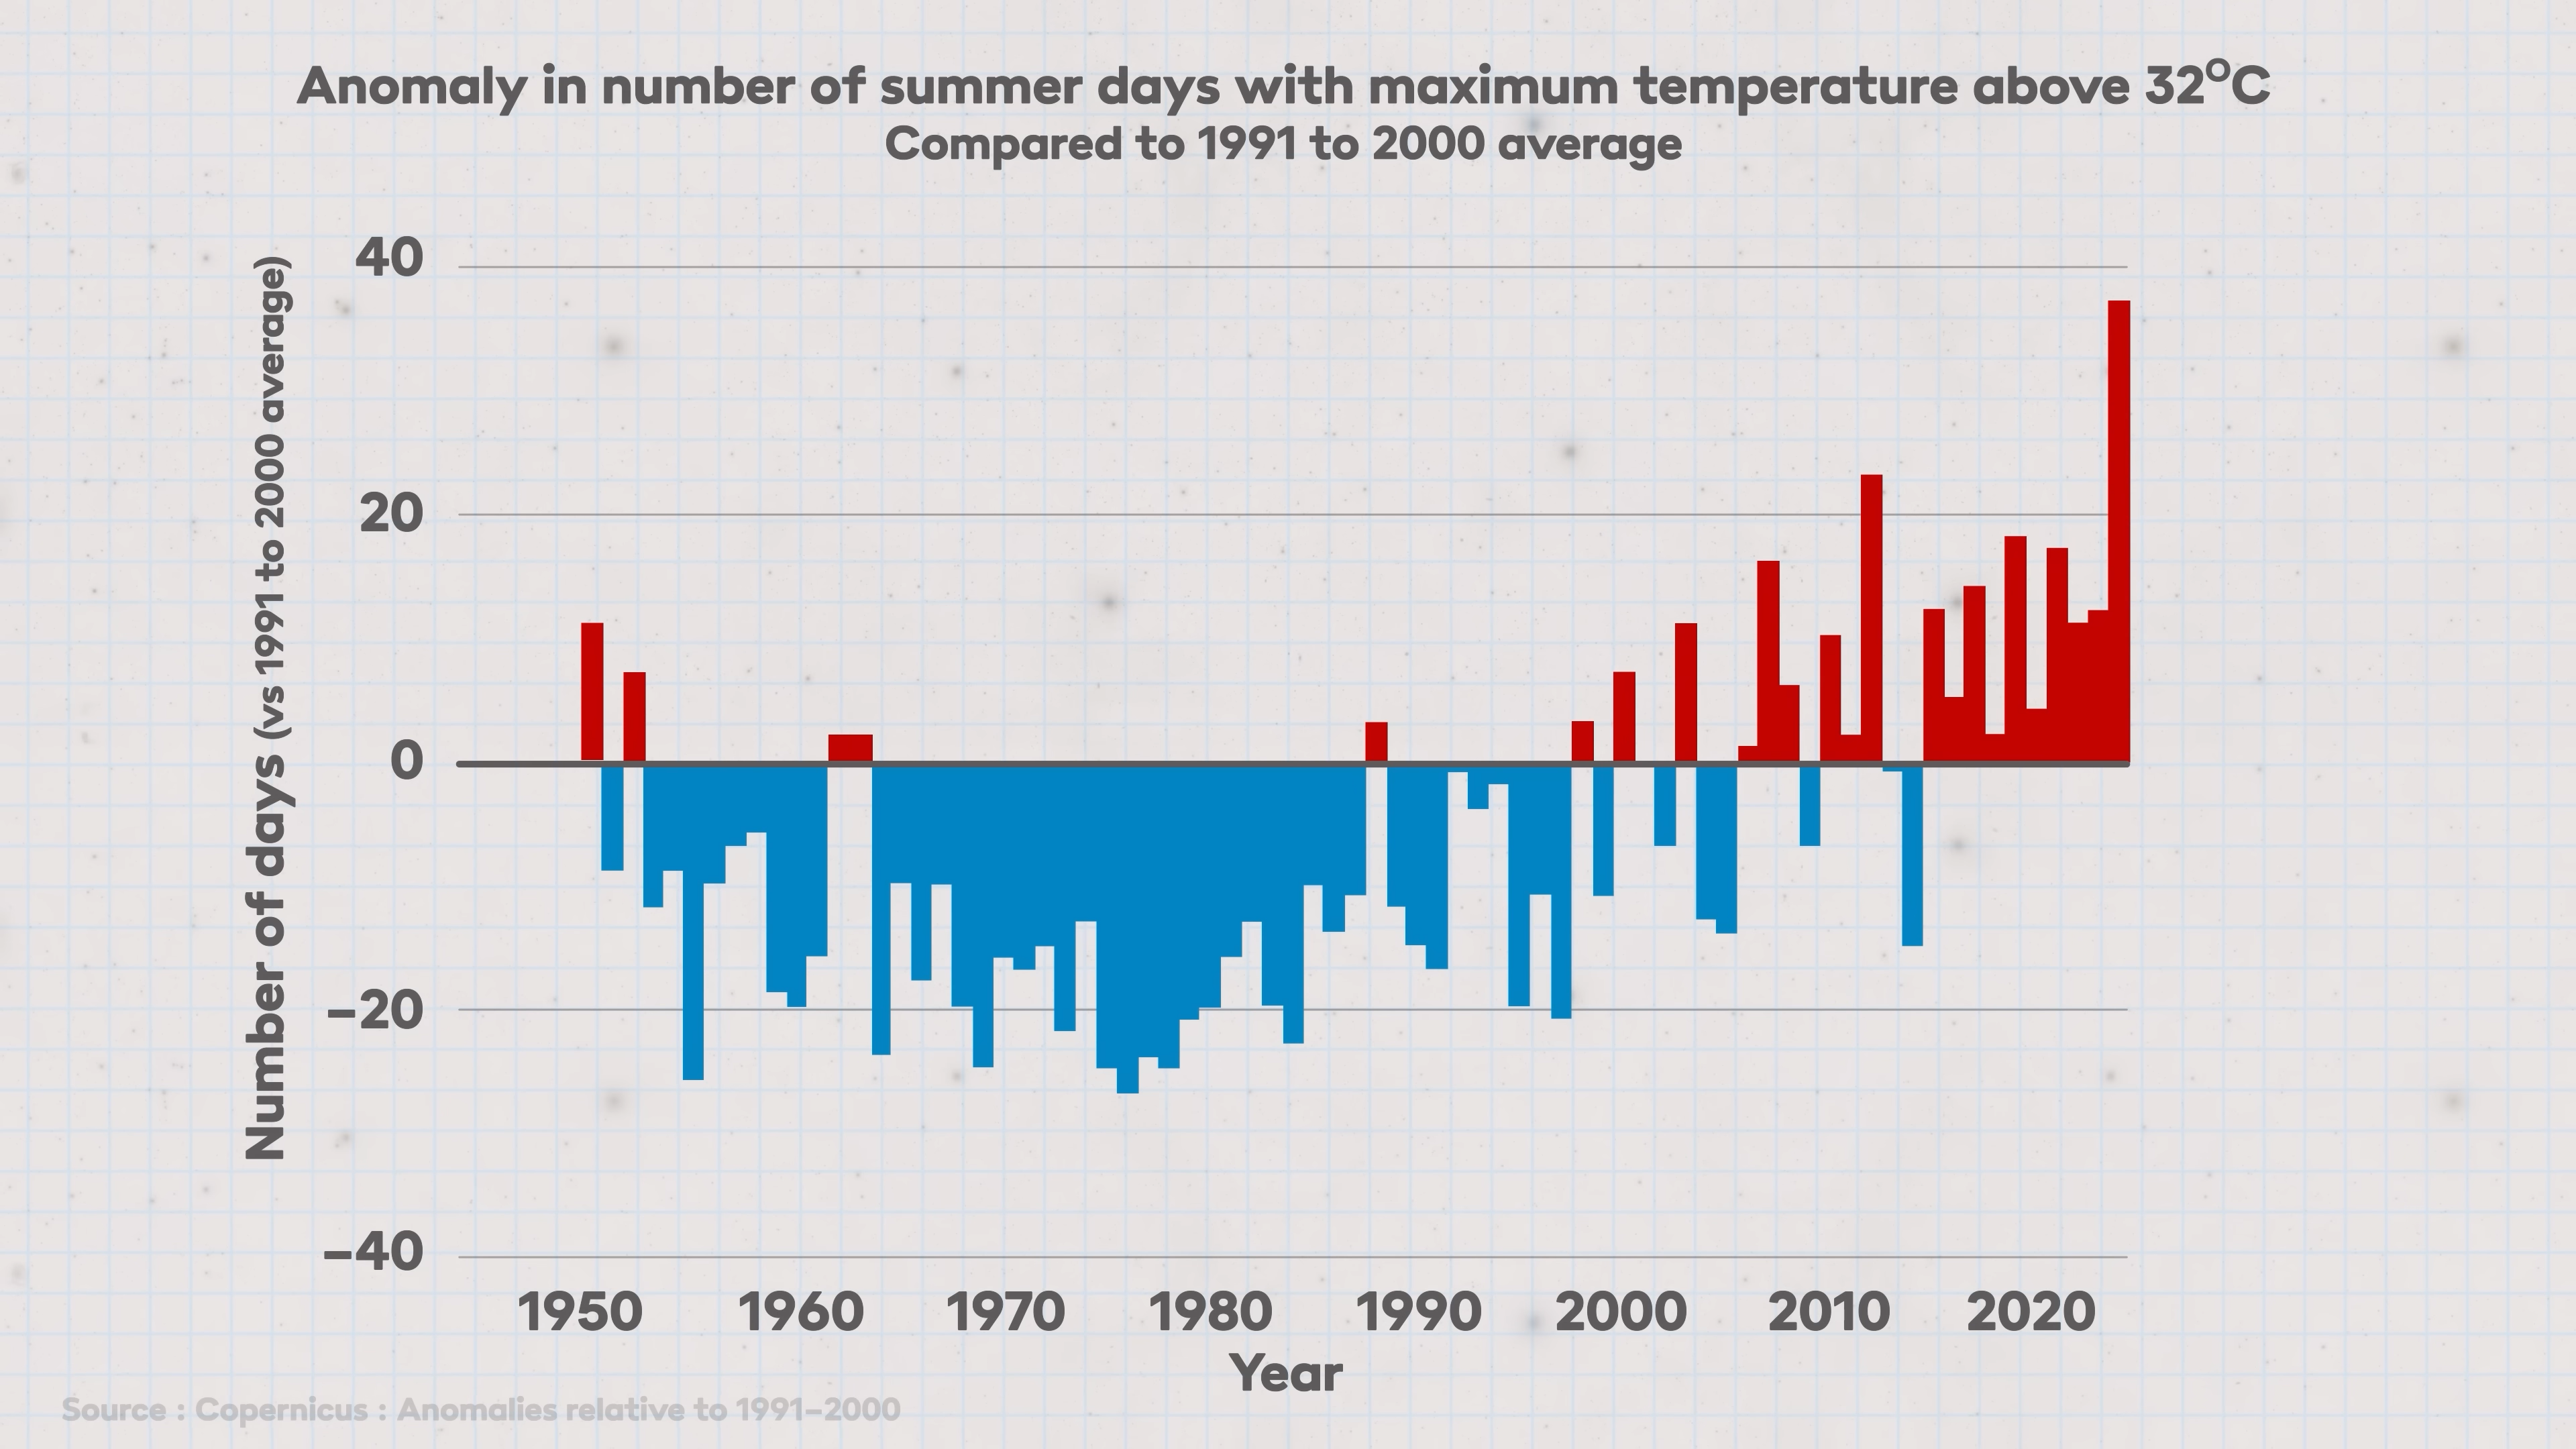 Anomaly in number of summer days with maximum temperature above 32°C
Compared to 1991 to 2000 average
Number of days (vs 1991 to 2000 average)
40
20
0
–20
–40
1950 1960 1970 1980 1990 2000 2010 2020
Year
Source : Copernicus : Anomalies relative to 1991–2000